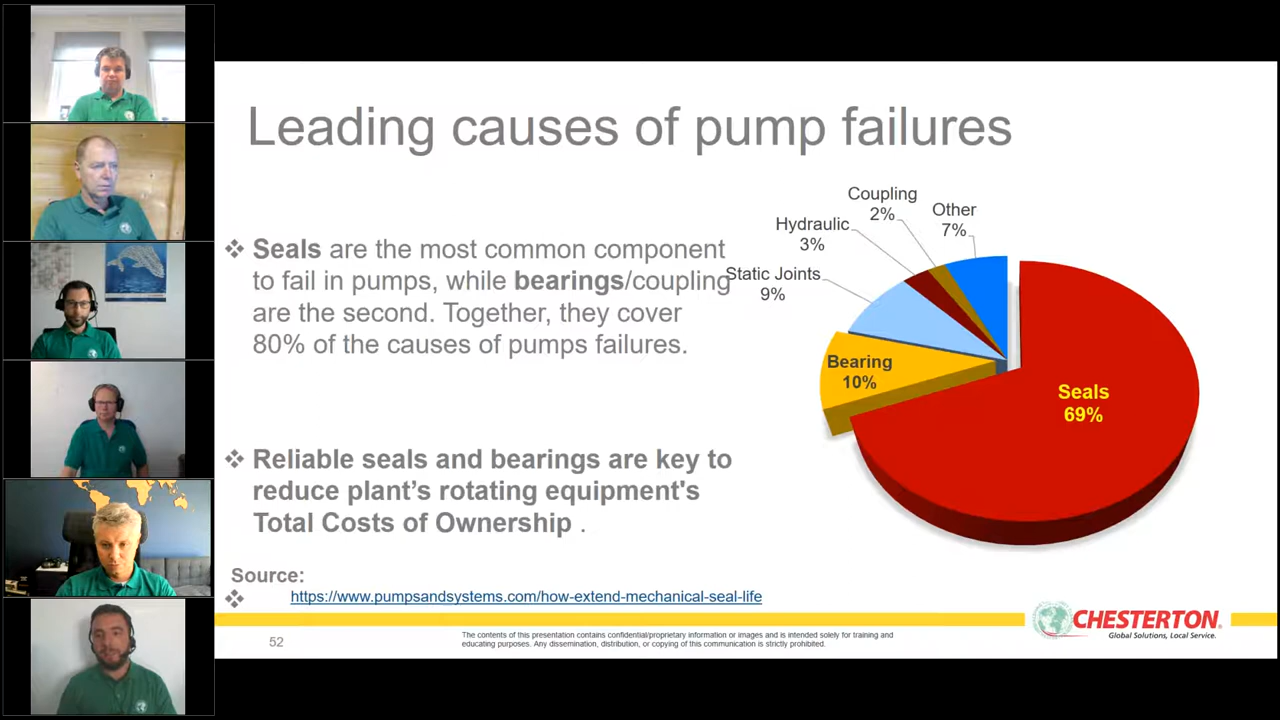 Leading causes of pump failures
❖ Seals are the most common component
to fail in pumps, while bearings/coupling
are the second. Together, they cover
80% of the causes of pumps failures.
❖ Reliable seals and bearings are key to
reduce plant's rotating equipment's
Total Costs of Ownership .
Source:
❖ https://www.pumpsandsystems.com/how-extend-mechanical-seal-life
Coupling
2%
Other
7%
Hydraulic
3%
Static Joints
9%
Bearing
10%
Seals
69%
52
The contents of this presentation contains confidential/proprietary information or images and is intended solely for training and
educating purposes. Any dissemination, distribution, or copying of this communication is strictly prohibited.
CHESTERTON®
Global Solutions, Local Service.